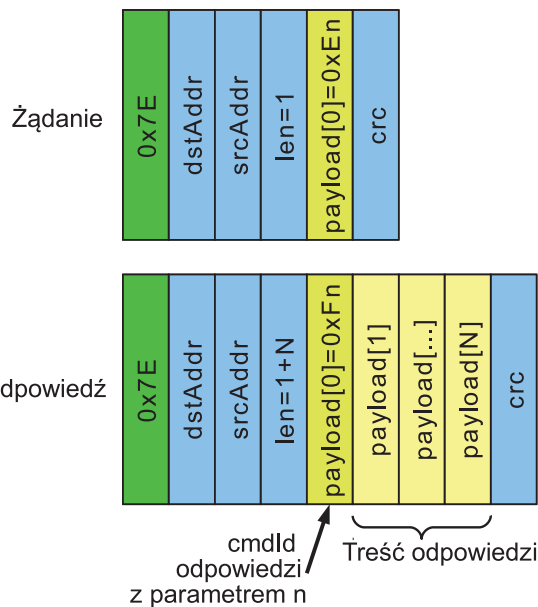 Żądanie
0x7E
dstAddr
srcAddr
len=1
payload[0]=0xEn
crc
dpowiedź
0x7E
dstAddr
srcAddr
len=1+N
payload[0]=0xFn
payload[1]
payload[...]
payload[N]
crc
cmdId
odpowiedzi
z parametrem n
Treść odpowiedzi